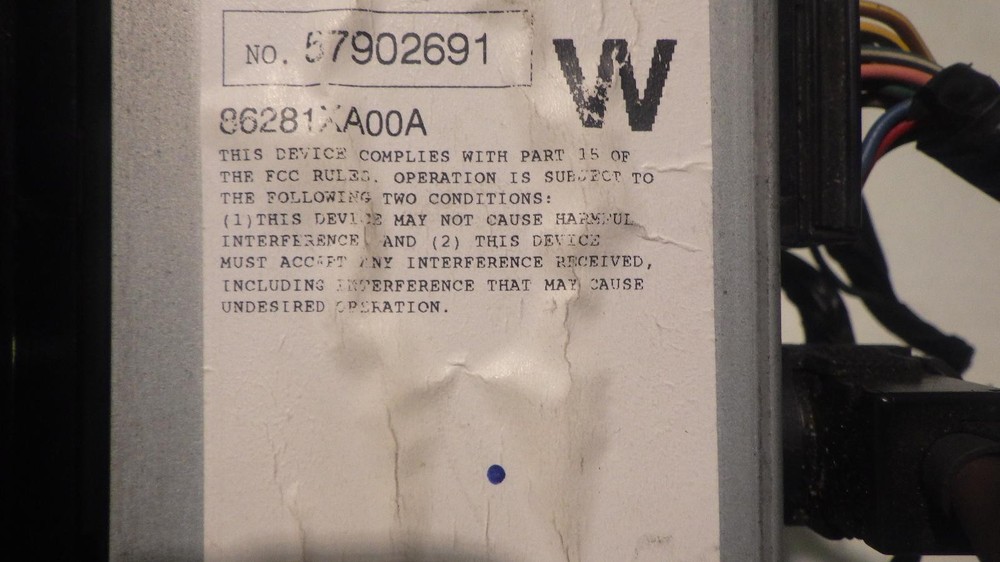 NO. 57902691
W
86281XA00A
THIS DEVICE COMPLIES WITH PART 15 OF
THE FCC RULES. OPERATION IS SUBJECT TO
THE FOLLOWING TWO CONDITIONS:
(1)THIS DEVICE MAY NOT CAUSE HARMFUL
INTERFERENCE AND (2) THIS DEVICE
MUST ACCEPT ANY INTERFERENCE RECEIVED,
INCLUDING INTERFERENCE THAT MAY CAUSE
UNDESIRED OPERATION.